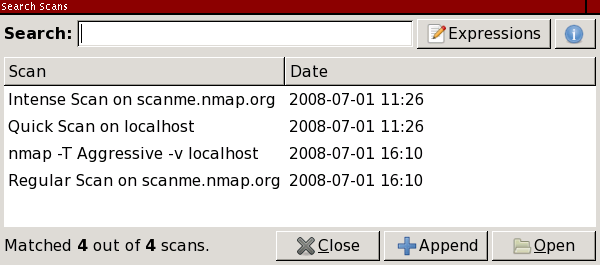 Search Scans
Search: Expressions
Scan Date
Intense Scan on scanme.nmap.org 2008-07-01 11:26
Quick Scan on localhost 2008-07-01 11:26
nmap -T Aggressive -v localhost 2008-07-01 16:10
Regular Scan on scanme.nmap.org 2008-07-01 16:10
Matched 4 out of 4 scans. Close Append Open